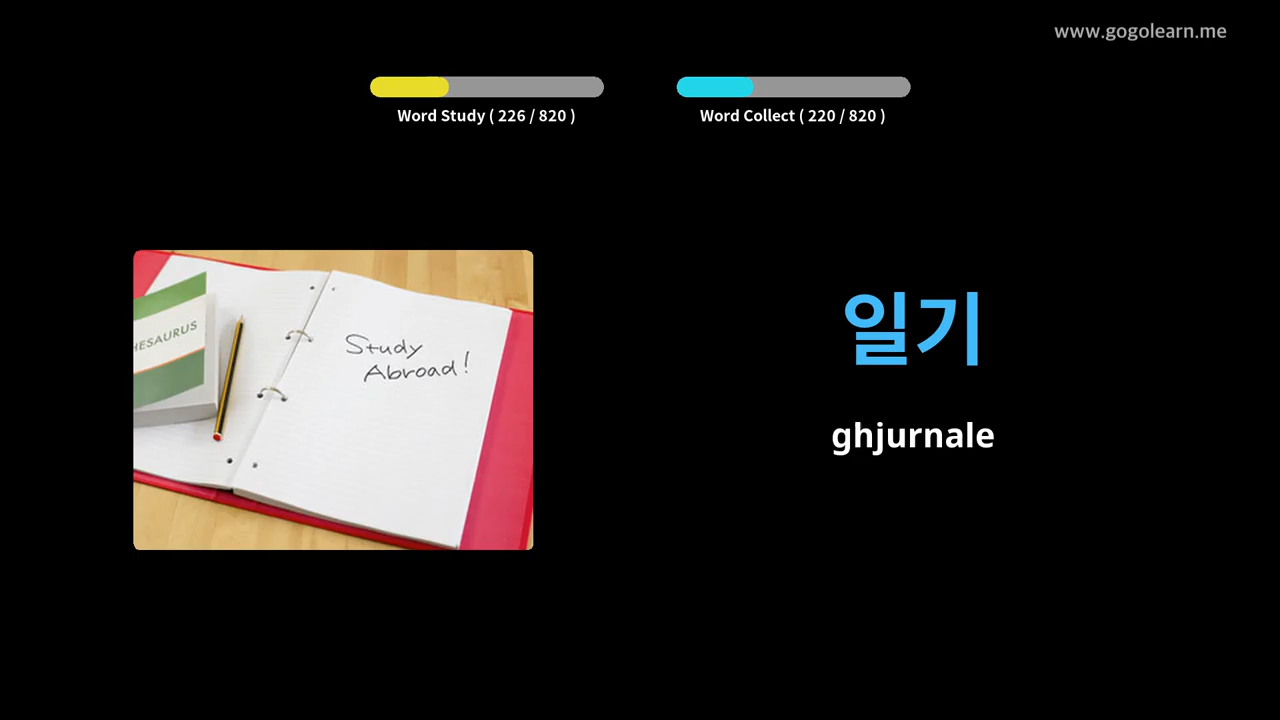 www.gogolearn.me
Word Study ( 226 / 820 )
Word Collect ( 220 / 820 )
HESAURUS
Study
Abroad!
일기
ghjurnale